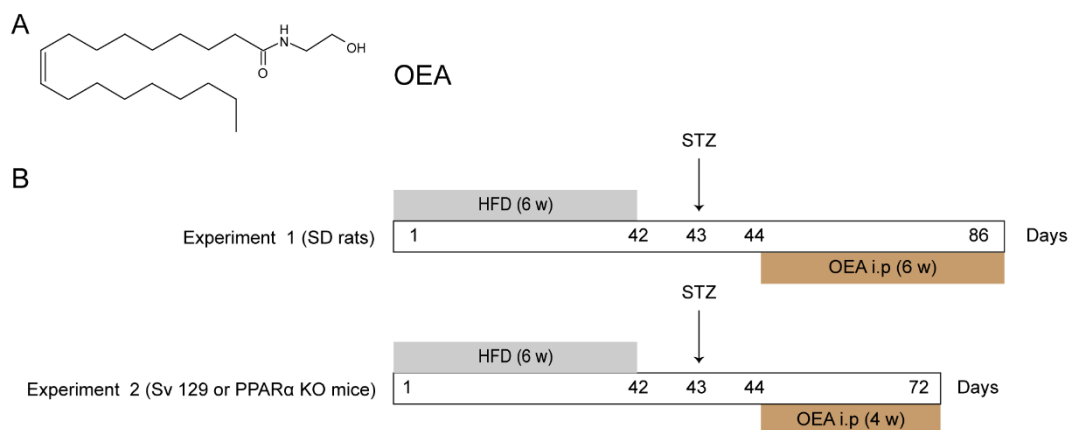 A
H
N
OH
O
OEA
B
STZ
HFD (6 w)
Experiment 1 (SD rats) 1 42 43 44 86 Days
OEA i.p (6 w)
STZ
HFD (6 w)
Experiment 2 (Sv 129 or PPARα KO mice) 1 42 43 44 72 Days
OEA i.p (4 w)